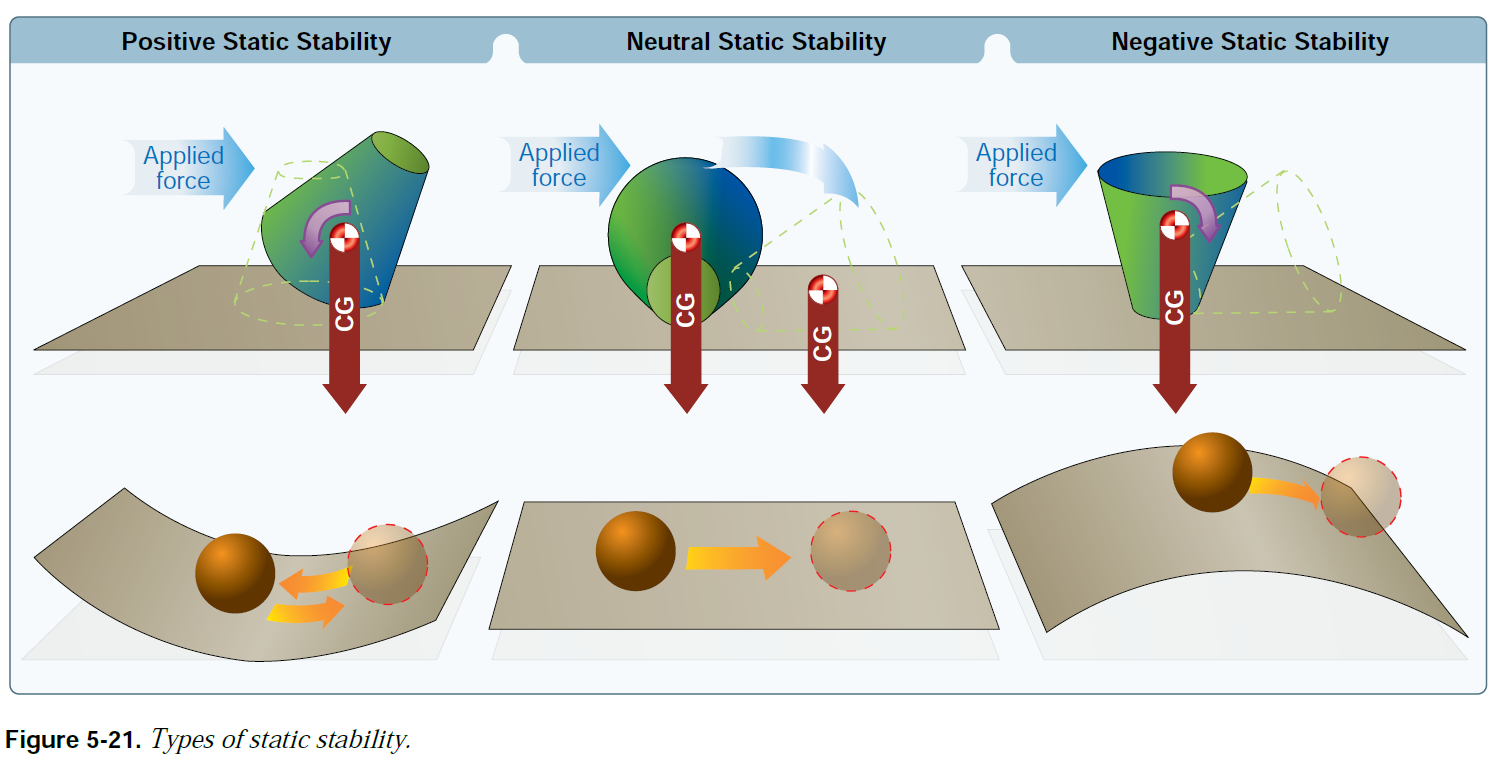 Positive Static Stability
Neutral Static Stability
Negative Static Stability
Applied
force
Applied
force
Applied
force
CG
CG
CG
CG
Figure 5-21. Types of static stability.